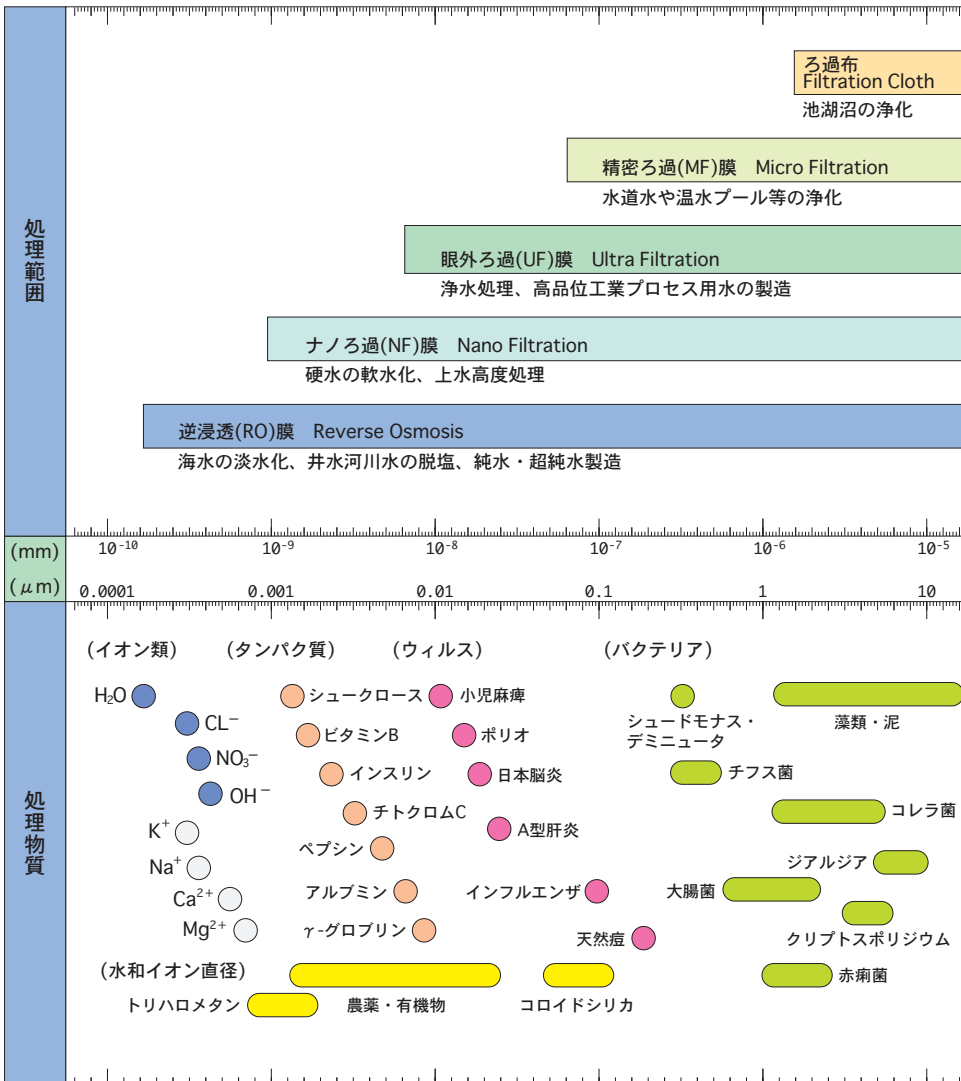 処理範囲
ろ過布
Filtration Cloth
池湖沼の浄化
精密ろ過(MF)膜 Micro Filtration
水道水や温水プール等の浄化
眼外ろ過(UF)膜 Ultra Filtration
浄水処理、高品位工業プロセス用水の製造
ナノろ過(NF)膜 Nano Filtration
硬水の軟水化、上水高度処理
逆浸透(RO)膜 Reverse Osmosis
海水の淡水化、井水河川水の脱塩、純水・超純水製造
(mm) 10⁻¹⁰ 10⁻⁹ 10⁻⁸ 10⁻⁷ 10⁻⁶ 10⁻⁵
(μm) 0.0001 0.001 0.01 0.1 1 10
処理物質
(イオン類) (タンパク質) (ウィルス) (バクテリア)
H₂O シュークロース 小児麻痺 シュードモナス・
デミニュータ 藻類・泥
CL⁻
ビタミンB ポリオ
NO₃⁻ インスリン 日本脳炎 チフス菌
OH⁻
チトクロムC コレラ菌
K⁺ A型肝炎
ペプシン
Na⁺ ジアルジア
Ca²⁺ アルブミン インフルエンザ 大腸菌
Mg²⁺ γ-グロブリン 天然痘 クリプトスポリジウム
(水和イオン直径) 農薬・有機物 コロイドシリカ 赤痢菌
トリハロメタン